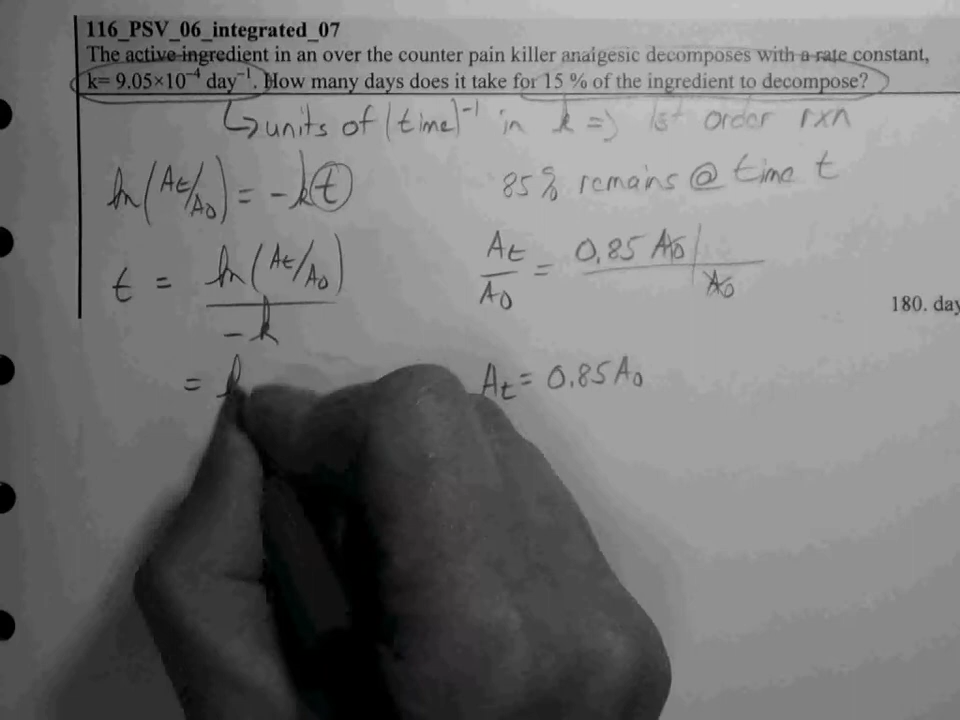 116_PSV_06_integrated_07
The active ingredient in an over the counter pain killer analgesic decomposes with a rate constant,
k= 9.05×10⁻⁴ day⁻¹. How many days does it take for 15 % of the ingredient to decompose?
↳ units of (time)⁻¹ in k => 1st order rxn
ln(At/A0) = -kt
85% remains @ time t
t = ln(At/A0) / -k
At/A0 = 0.85 A0 / A0
180. day
=
At = 0.85 A0